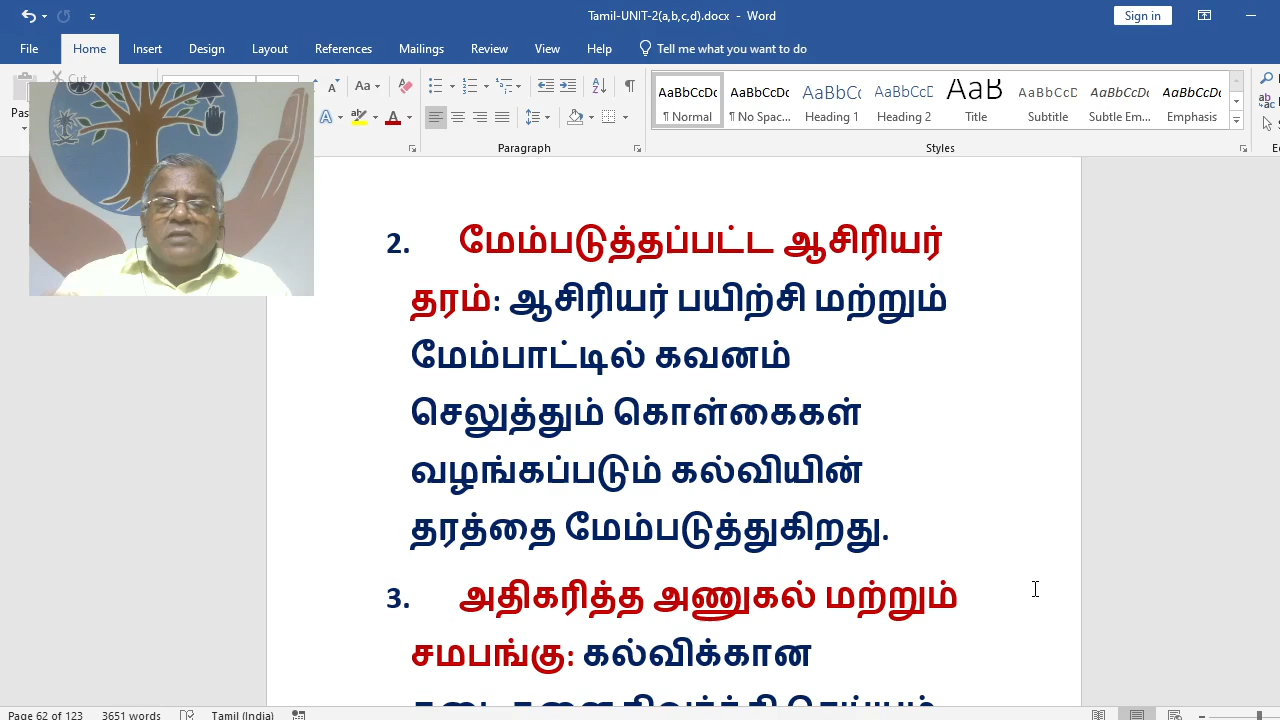 Tamil-UNIT-2(a,b,c,d).docx - Word
Sign in
File Home Insert Design Layout References Mailings Review View Help Tell me what you want to do
Cut
Aa
AaBbCcDc AaBbCcDc AaBbCc AaBbCcD AaB AaBbCcD AaBbCcDc AaBbCcDc
¶ Normal ¶ No Spac... Heading 1 Heading 2 Title Subtitle Subtle Em... Emphasis
Paragraph Styles
2. மேம்படுத்தப்பட்ட ஆசிரியர்
தரம்: ஆசிரியர் பயிற்சி மற்றும்
மேம்பாட்டில் கவனம்
செலுத்தும் கொள்கைகள்
வழங்கப்படும் கல்வியின்
தரத்தை மேம்படுத்துகிறது.
3. அதிகரித்த அணுகல் மற்றும்
சமபங்கு: கல்விக்கான
Page 62 of 123 3651 words Tamil (India)